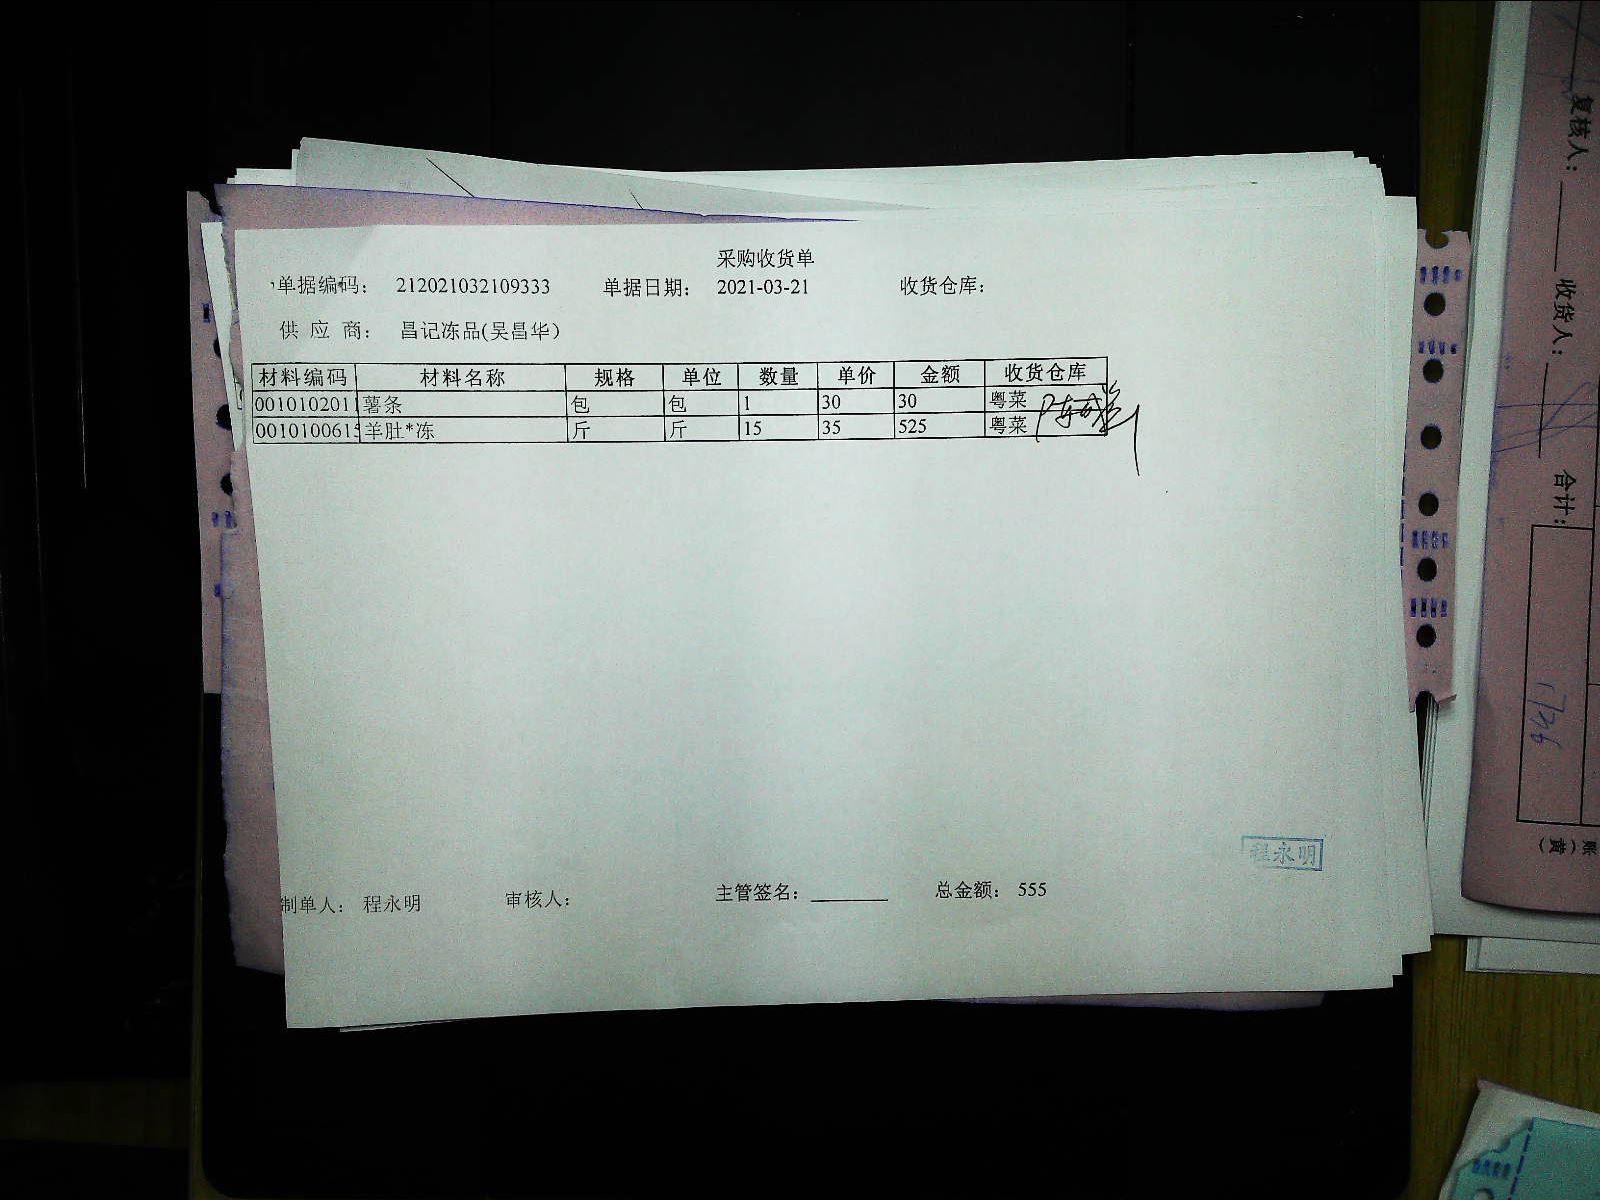 采购收货单
单据编码： 212021032109333 单据日期： 2021-03-21 收货仓库：
供 应 商： 昌记冻品(吴昌华)
材料编码 材料名称 规格 单位 数量 单价 金额 收货仓库
001010201 薯条 包 包 1 30 30 粤菜
0010100615 羊肚*冻 斤 斤 15 35 525 粤菜
程永明
制单人： 程永明 审核人： 主管签名： 总金额： 555
复核人：
收货人：
合计：
账（黄）